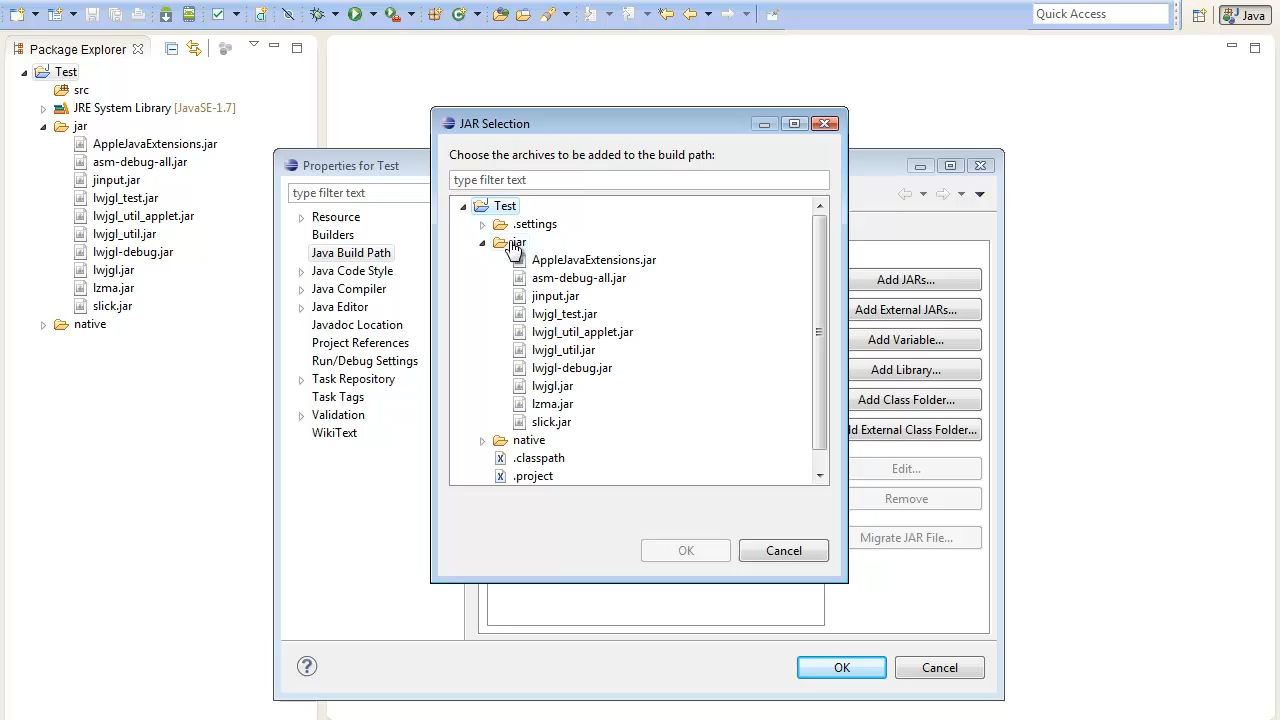 Quick Access
Java
Package Explorer
Test
src
JRE System Library [JavaSE-1.7]
jar
AppleJavaExtensions.jar
asm-debug-all.jar
jinput.jar
lwjgl_test.jar
lwjgl_util_applet.jar
lwjgl_util.jar
lwjgl-debug.jar
lwjgl.jar
lzma.jar
slick.jar
native
Properties for Test
type filter text
Resource
Builders
Java Build Path
Java Code Style
Java Compiler
Java Editor
Javadoc Location
Project References
Run/Debug Settings
Task Repository
Task Tags
Validation
WikiText
JAR Selection
Choose the archives to be added to the build path:
type filter text
Test
.settings
jar
AppleJavaExtensions.jar
asm-debug-all.jar
jinput.jar
lwjgl_test.jar
lwjgl_util_applet.jar
lwjgl_util.jar
lwjgl-debug.jar
lwjgl.jar
lzma.jar
slick.jar
native
.classpath
.project
OK
Cancel
Add JARs...
Add External JARs...
Add Variable...
Add Library...
Add Class Folder...
d External Class Folder...
Edit...
Remove
Migrate JAR File...
OK
Cancel